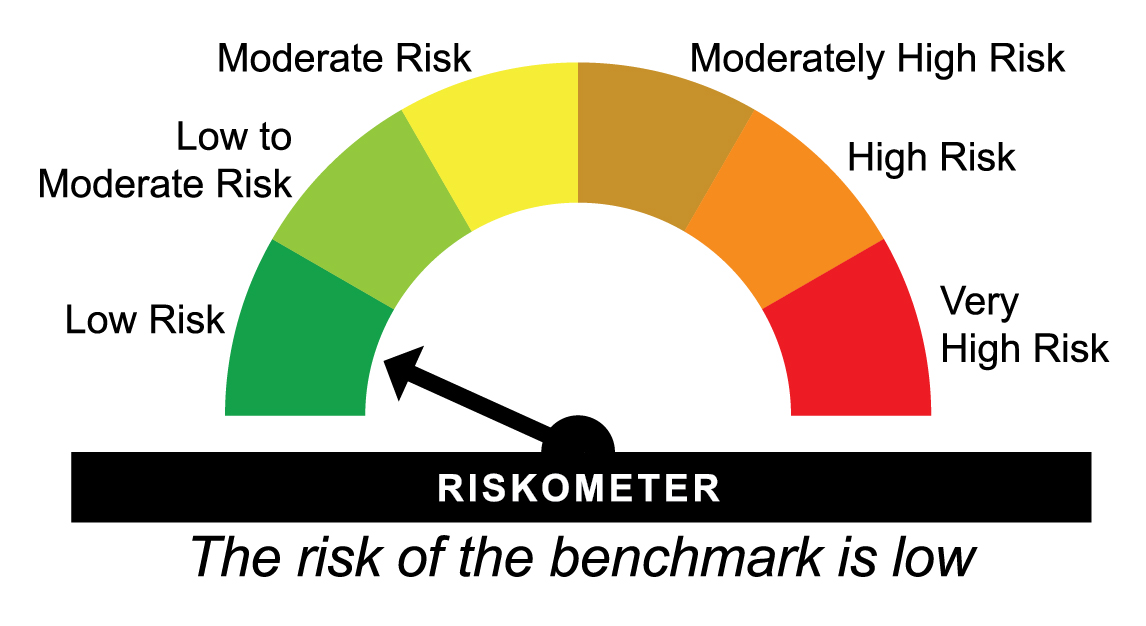 Moderate Risk
Moderately High Risk
Low to
Moderate Risk
High Risk
Low Risk
Very
High Risk
RISKOMETER
The risk of the benchmark is low